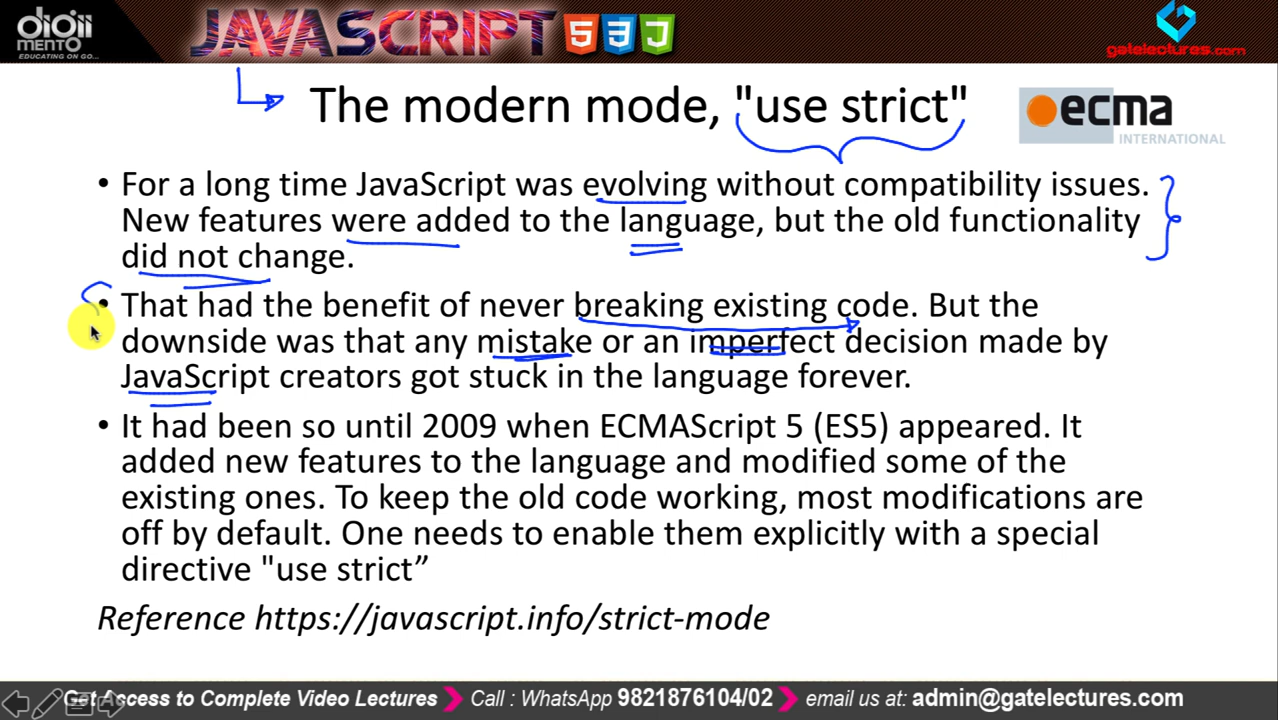 DIGII
MENTO
EDUCATING ON GO...
JAVASCRIPT
5 3 J
gatelectures.com
The modern mode, "use strict"
ecma
INTERNATIONAL
• For a long time JavaScript was evolving without compatibility issues.
New features were added to the language, but the old functionality
did not change.
• That had the benefit of never breaking existing code. But the
downside was that any mistake or an imperfect decision made by
JavaScript creators got stuck in the language forever.
• It had been so until 2009 when ECMAScript 5 (ES5) appeared. It
added new features to the language and modified some of the
existing ones. To keep the old code working, most modifications are
off by default. One needs to enable them explicitly with a special
directive "use strict”
Reference https://javascript.info/strict-mode
Get Access to Complete Video Lectures Call : WhatsApp 9821876104/02 email us at: admin@gatelectures.com